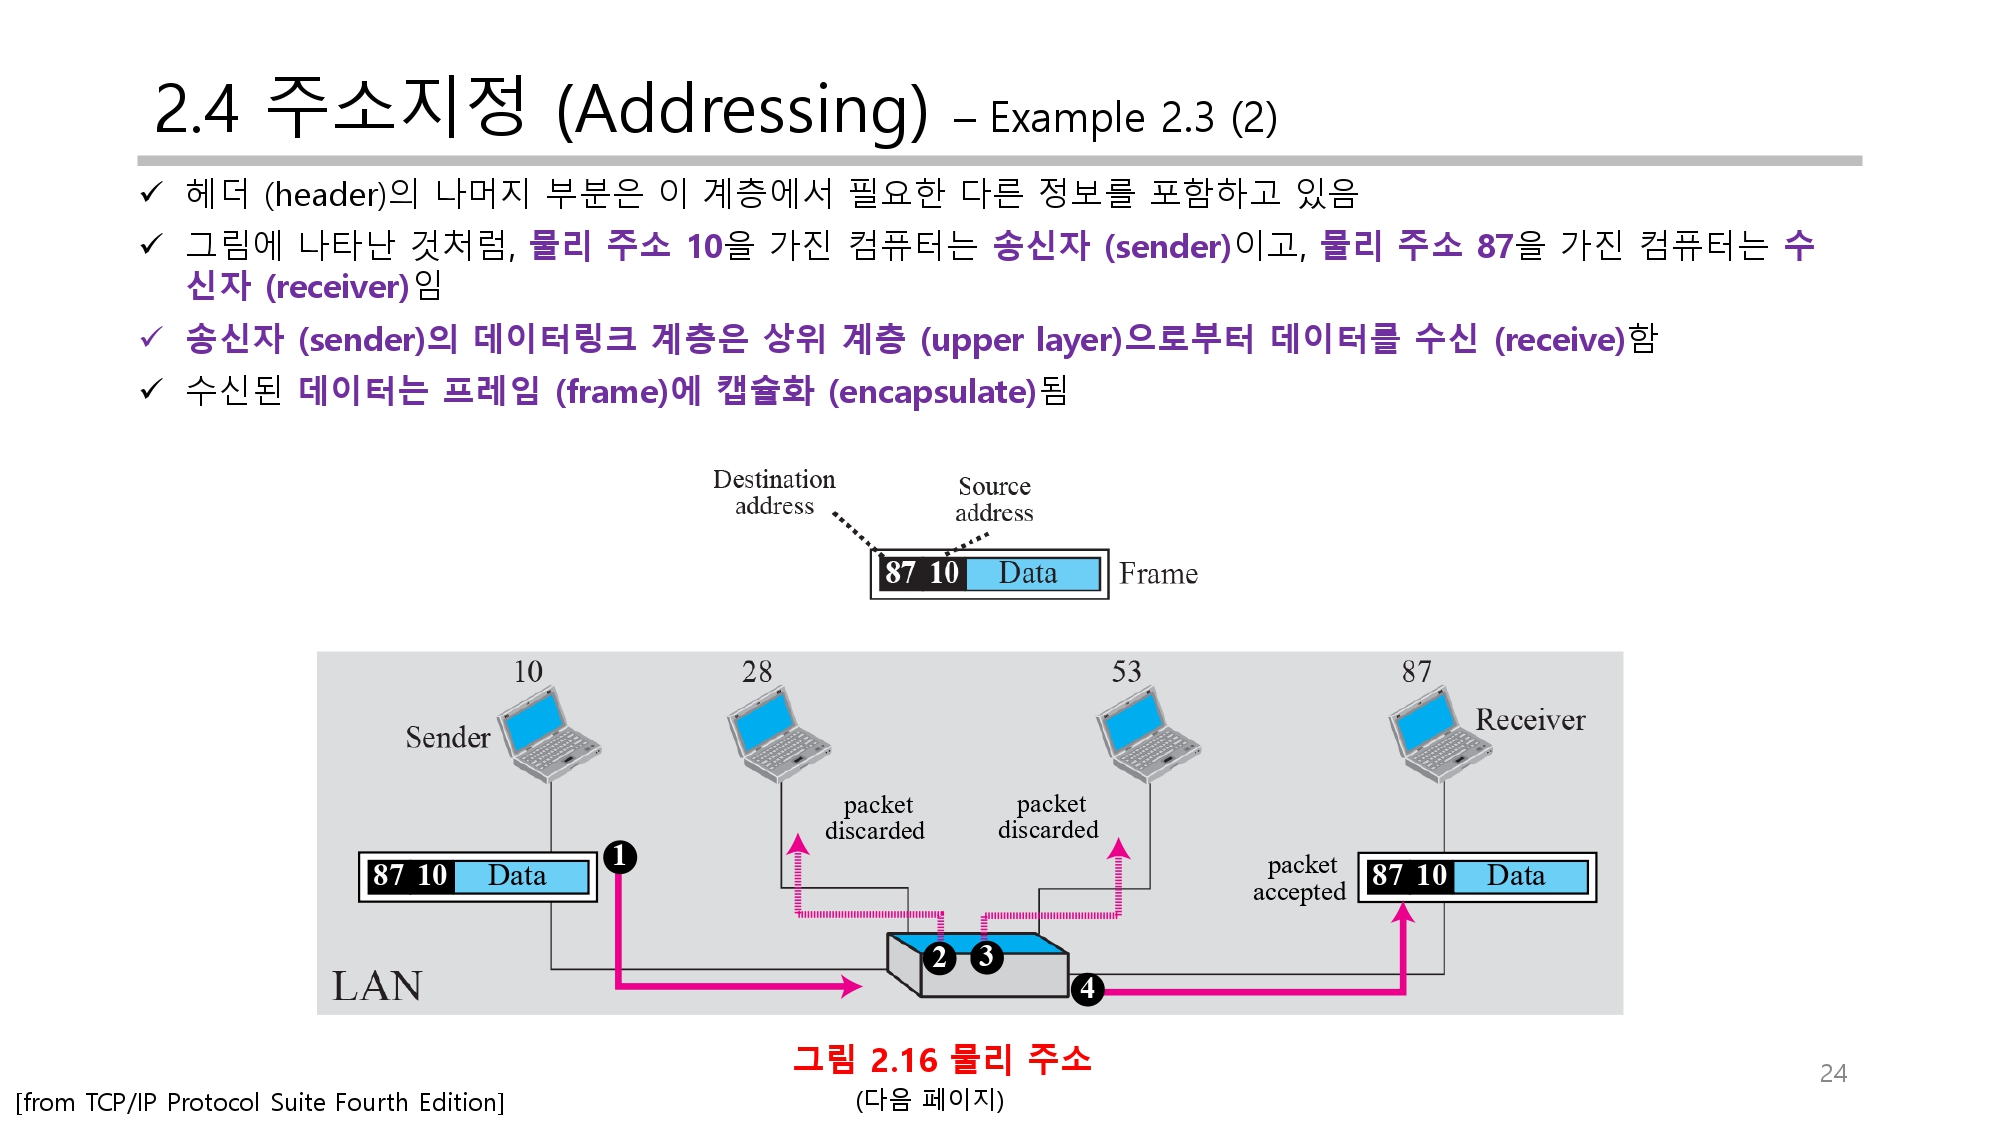 2.4 주소지정 (Addressing) – Example 2.3 (2)
✓ 헤더 (header)의 나머지 부분은 이 계층에서 필요한 다른 정보를 포함하고 있음
✓ 그림에 나타난 것처럼, 물리 주소 10을 가진 컴퓨터는 송신자 (sender)이고, 물리 주소 87을 가진 컴퓨터는 수
신자 (receiver)임
✓ 송신자 (sender)의 데이터링크 계층은 상위 계층 (upper layer)으로부터 데이터를 수신 (receive)함
✓ 수신된 데이터는 프레임 (frame)에 캡슐화 (encapsulate)됨
Destination
address
Source
address
87 10 Data Frame
10 28 53 87
Sender
Receiver
packet
discarded
packet
discarded
1
87 10 Data
packet
accepted
87 10 Data
2 3
4
LAN
그림 2.16 물리 주소
(다음 페이지)
24
[from TCP/IP Protocol Suite Fourth Edition]